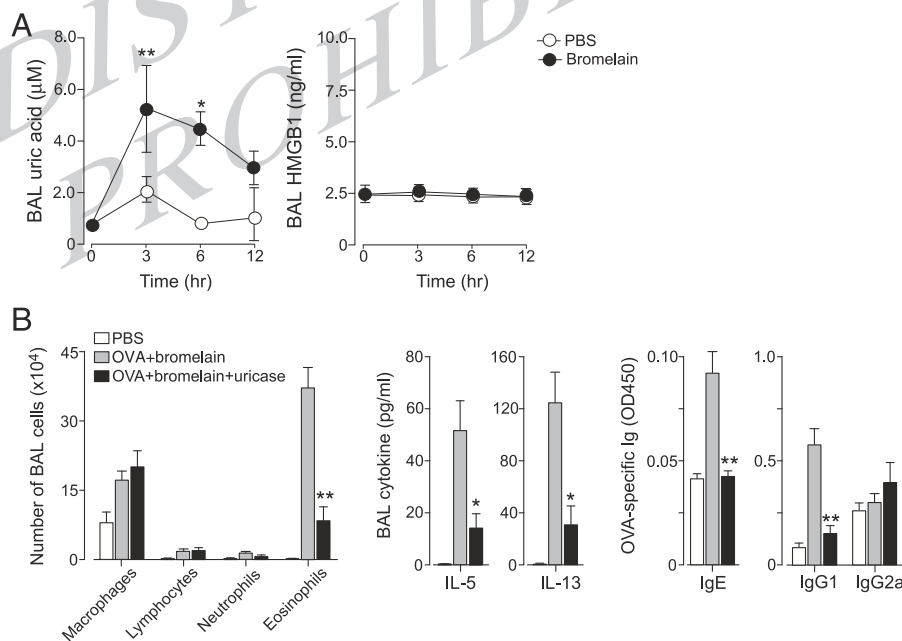 DIST
PROHIBI
A
BAL uric acid (μM)
8.0
6.0
4.0
2.0
0
**
*
0 3 6 12
Time (hr)
BAL HMGB1 (ng/ml)
10.0
7.5
5.0
2.5
0
0 3 6 12
Time (hr)
PBS
Bromelain
B
PBS
OVA+bromelain
OVA+bromelain+uricase
Number of BAL cells (x10⁴)
45
30
15
0
**
Macrophages
Lymphocytes
Neutrophils
Eosinophils
BAL cytokine (pg/ml)
80
60
40
20
0
*
IL-5
160
120
80
40
0
*
IL-13
OVA-specific Ig (OD450)
0.10
0.05
0
**
IgE
1.0
0.5
0
**
IgG1 IgG2a